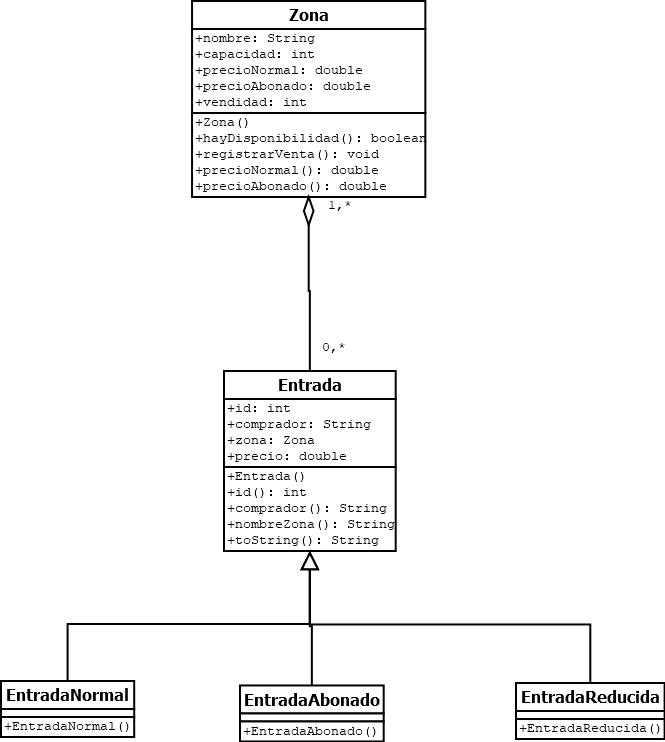 Zona
+nombre: String
+capacidad: int
+precioNormal: double
+precioAbonado: double
+vendidad: int
+Zona()
+hayDisponibilidad(): boolean
+registrarVenta(): void
+precioNormal(): double
+precioAbonado(): double
1,*
0,*
Entrada
+id: int
+comprador: String
+zona: Zona
+precio: double
+Entrada()
+id(): int
+comprador(): String
+nombreZona(): String
+toString(): String
EntradaNormal
+EntradaNormal()
EntradaAbonado
+EntradaAbonado()
EntradaReducida
+EntradaReducida()